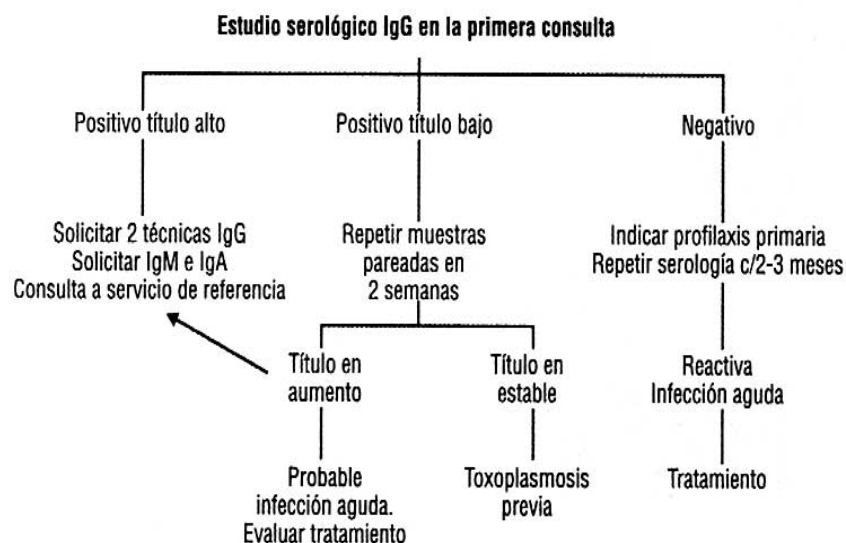 Estudio serológico IgG en la primera consulta
Positivo título alto
Positivo título bajo
Negativo
Solicitar 2 técnicas IgG
Solicitar IgM e IgA
Consulta a servicio de referencia
Repetir muestras
pareadas en
2 semanas
Indicar profilaxis primaria
Repetir serología c/2-3 meses
Título en
aumento
Título en
estable
Reactiva
Infección aguda
Probable
infección aguda.
Evaluar tratamiento
Toxoplasmosis
previa
Tratamiento